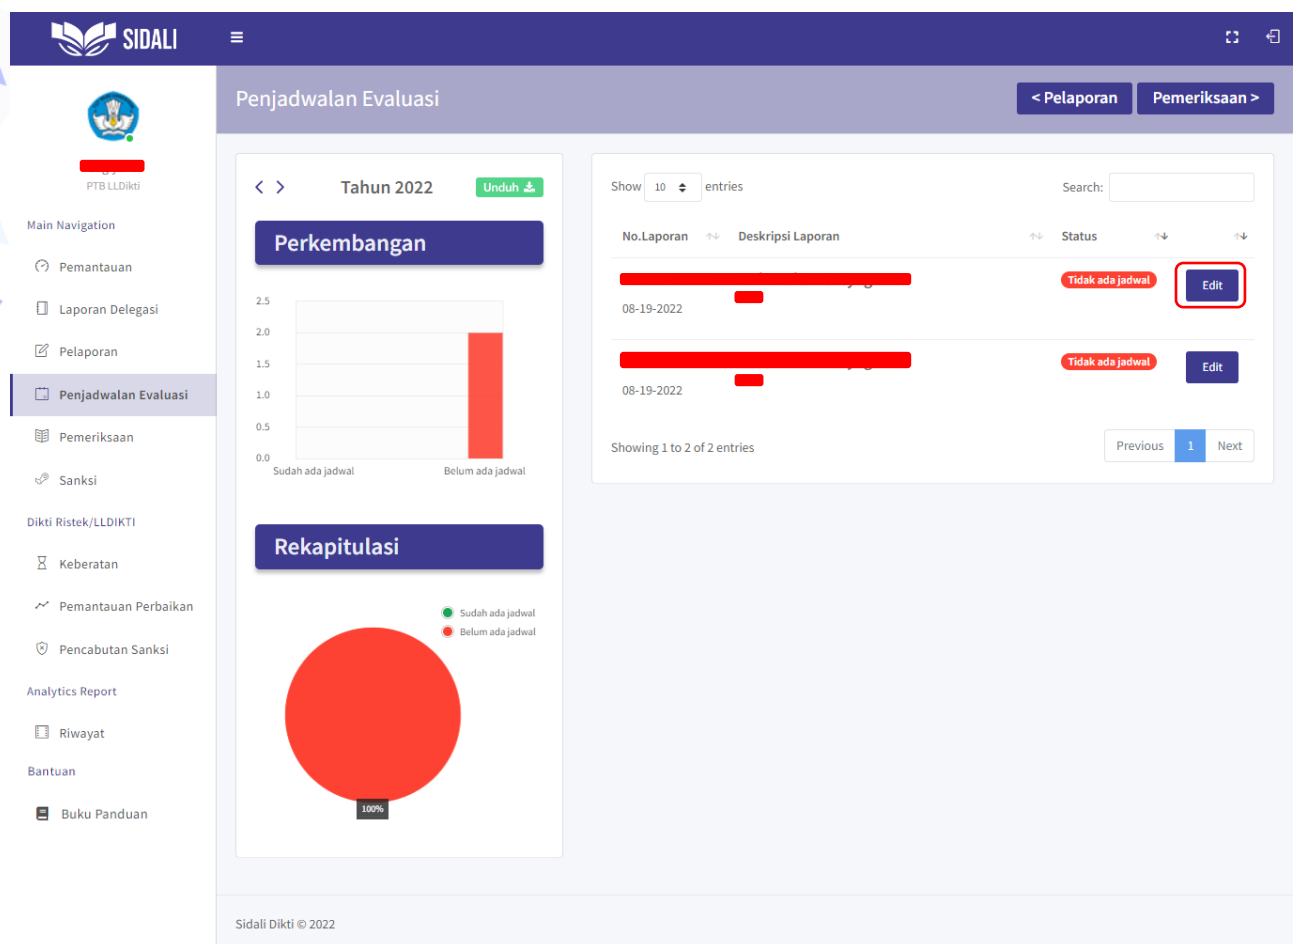 SIDALI
Penjadwalan Evaluasi
< Pelaporan
Pemeriksaan >
PTB LLDikti
Main Navigation
Pemantauan
Laporan Delegasi
Pelaporan
Penjadwalan Evaluasi
Pemeriksaan
Sanksi
Dikti Ristek/LLDIKTI
Keberatan
Pemantauan Perbaikan
Pencabutan Sanksi
Analytics Report
Riwayat
Bantuan
Buku Panduan
< > Tahun 2022 Unduh
Perkembangan
2.5
2.0
1.5
1.0
0.5
0.0
Sudah ada jadwal Belum ada jadwal
Rekapitulasi
Sudah ada jadwal
Belum ada jadwal
100%
Show 10 entries Search:
No.Laporan Deskripsi Laporan Status
Tidak ada jadwal Edit
08-19-2022
Tidak ada jadwal Edit
08-19-2022
Showing 1 to 2 of 2 entries Previous 1 Next
Sidali Dikti © 2022